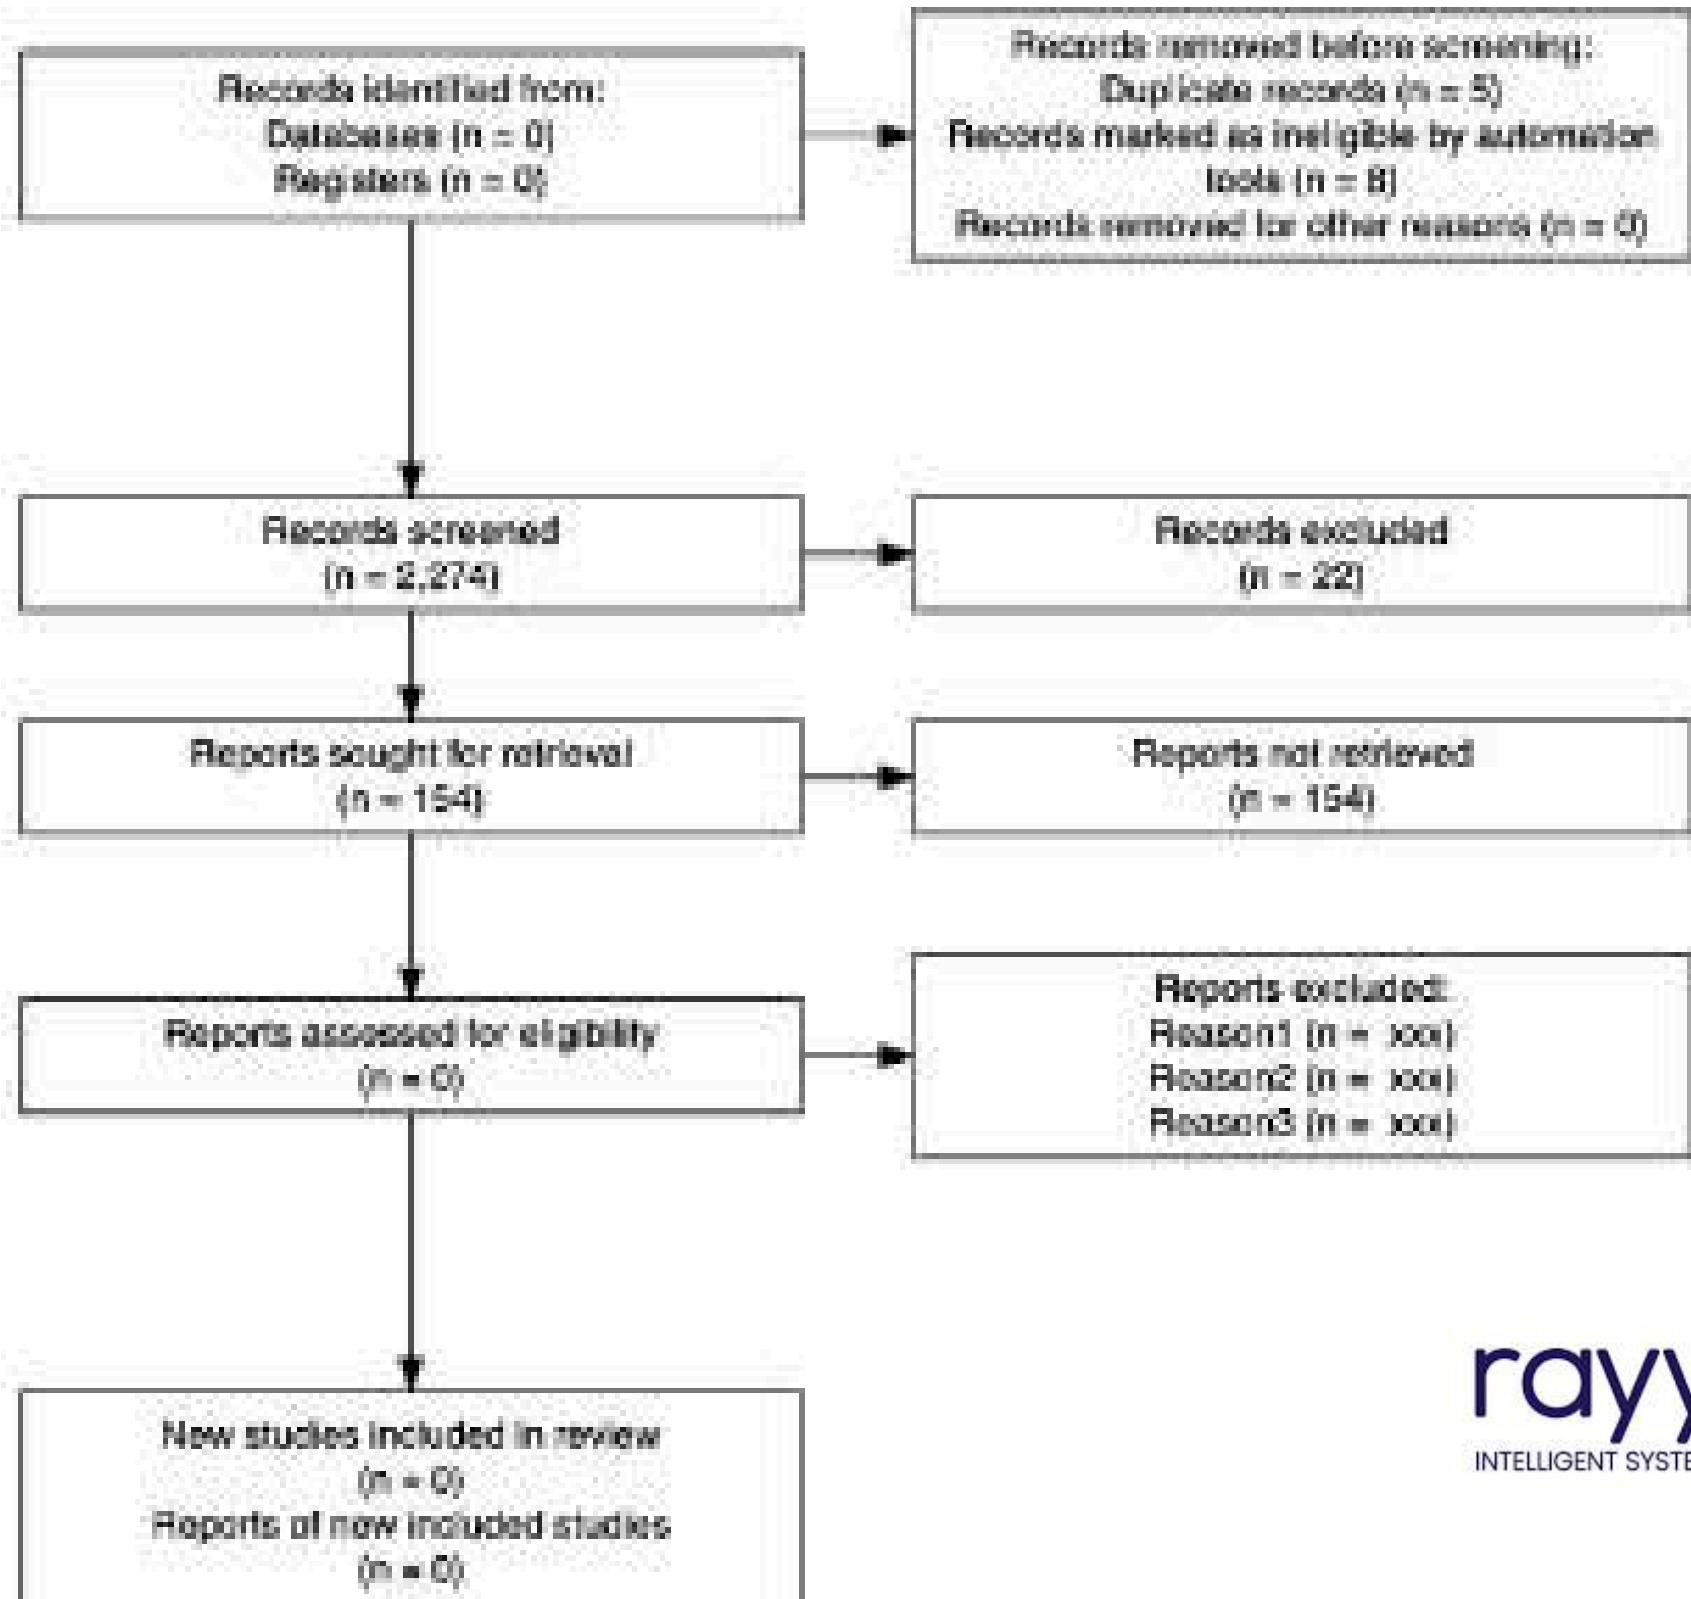 Records identified from:
Databases (n = 0)
Registers (n = 0)
Records removed before screening:
Duplicate records (n = 5)
Records marked as ineligible by automation
tools (n = 8)
Records removed for other reasons (n = 0)
Records screened
(n = 2,274)
Records excluded
(n = 22)
Reports sought for retrieval
(n = 154)
Reports not retrieved
(n = 154)
Reports assessed for eligibility
(n = 0)
Reports excluded:
Reason1 (n = xxx)
Reason2 (n = xxx)
Reason3 (n = xxx)
New studies included in review
(n = 0)
Reports of new included studies
(n = 0)
rayy
INTELLIGENT SYSTE